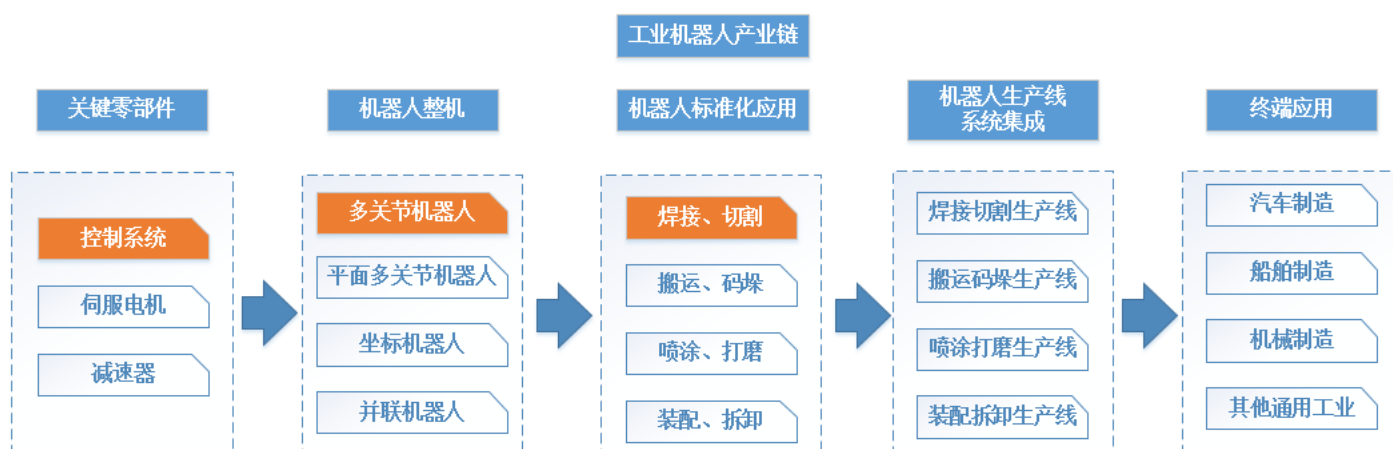 工业机器人产业链
关键零部件
机器人整机
机器人标准化应用
机器人生产线
系统集成
终端应用
控制系统
伺服电机
减速器
多关节机器人
平面多关节机器人
坐标机器人
并联机器人
焊接、切割
搬运、码垛
喷涂、打磨
装配、拆卸
焊接切割生产线
搬运码垛生产线
喷涂打磨生产线
装配拆卸生产线
汽车制造
船舶制造
机械制造
其他通用工业